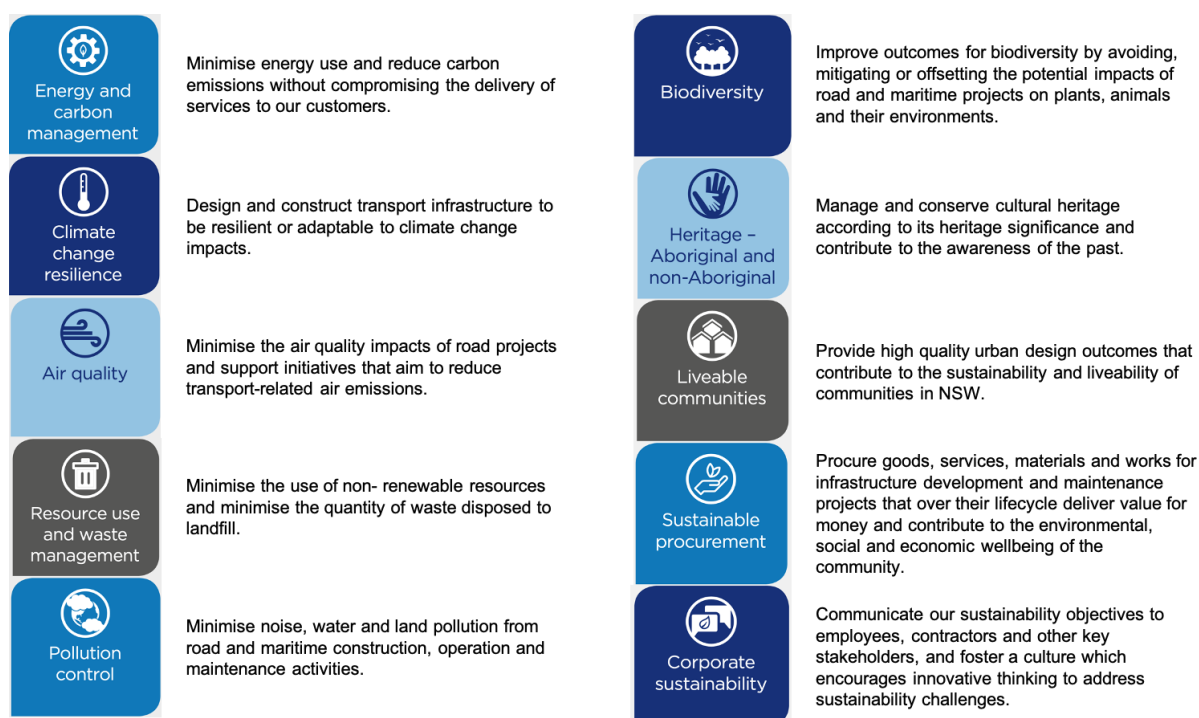 Energy and
carbon
management
Minimise energy use and reduce carbon
emissions without compromising the delivery of
services to our customers.
Climate
change
resilience
Design and construct transport infrastructure to
be resilient or adaptable to climate change
impacts.
Air quality
Minimise the air quality impacts of road projects
and support initiatives that aim to reduce
transport-related air emissions.
Resource use
and waste
management
Minimise the use of non- renewable resources
and minimise the quantity of waste disposed to
landfill.
Pollution
control
Minimise noise, water and land pollution from
road and maritime construction, operation and
maintenance activities.
Biodiversity
Improve outcomes for biodiversity by avoiding,
mitigating or offsetting the potential impacts of
road and maritime projects on plants, animals
and their environments.
Heritage –
Aboriginal and
non-Aboriginal
Manage and conserve cultural heritage
according to its heritage significance and
contribute to the awareness of the past.
Liveable
communities
Provide high quality urban design outcomes that
contribute to the sustainability and liveability of
communities in NSW.
Sustainable
procurement
Procure goods, services, materials and works for
infrastructure development and maintenance
projects that over their lifecycle deliver value for
money and contribute to the environmental,
social and economic wellbeing of the
community.
Corporate
sustainability
Communicate our sustainability objectives to
employees, contractors and other key
stakeholders, and foster a culture which
encourages innovative thinking to address
sustainability challenges.